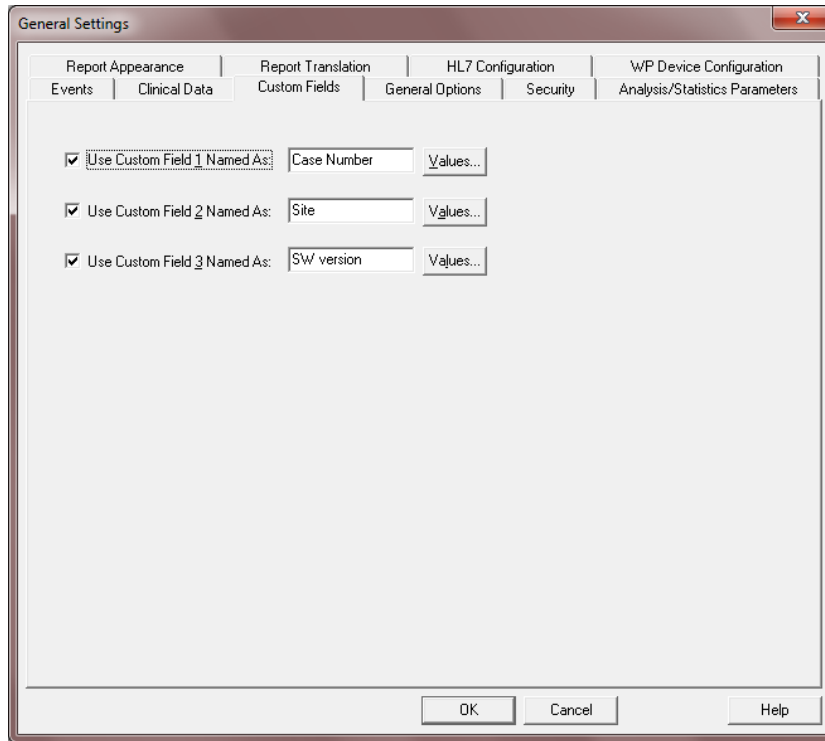 General Settings
x
Report Appearance Report Translation HL7 Configuration WP Device Configuration
Events Clinical Data Custom Fields General Options Security Analysis/Statistics Parameters
Use Custom Field 1 Named As: Case Number Values...
Use Custom Field 2 Named As: Site Values...
Use Custom Field 3 Named As: SW version Values...
OK Cancel Help